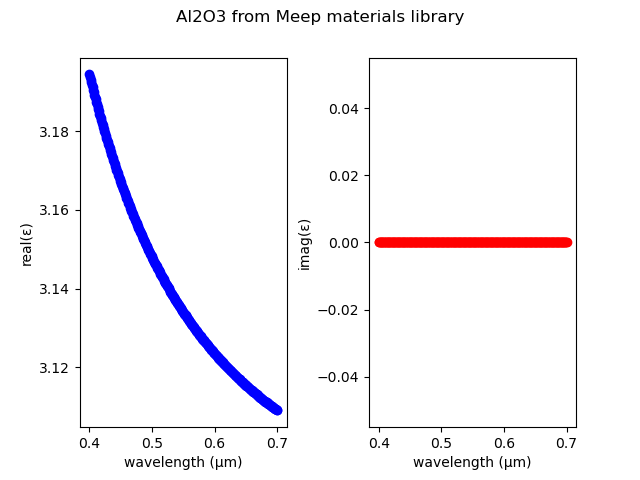 Al2O3 from Meep materials library
real(ε)
3.18
3.16
3.14
3.12
0.4 0.5 0.6 0.7
wavelength (μm)
imag(ε)
0.04
0.02
0.00
−0.02
−0.04
0.4 0.5 0.6 0.7
wavelength (μm)